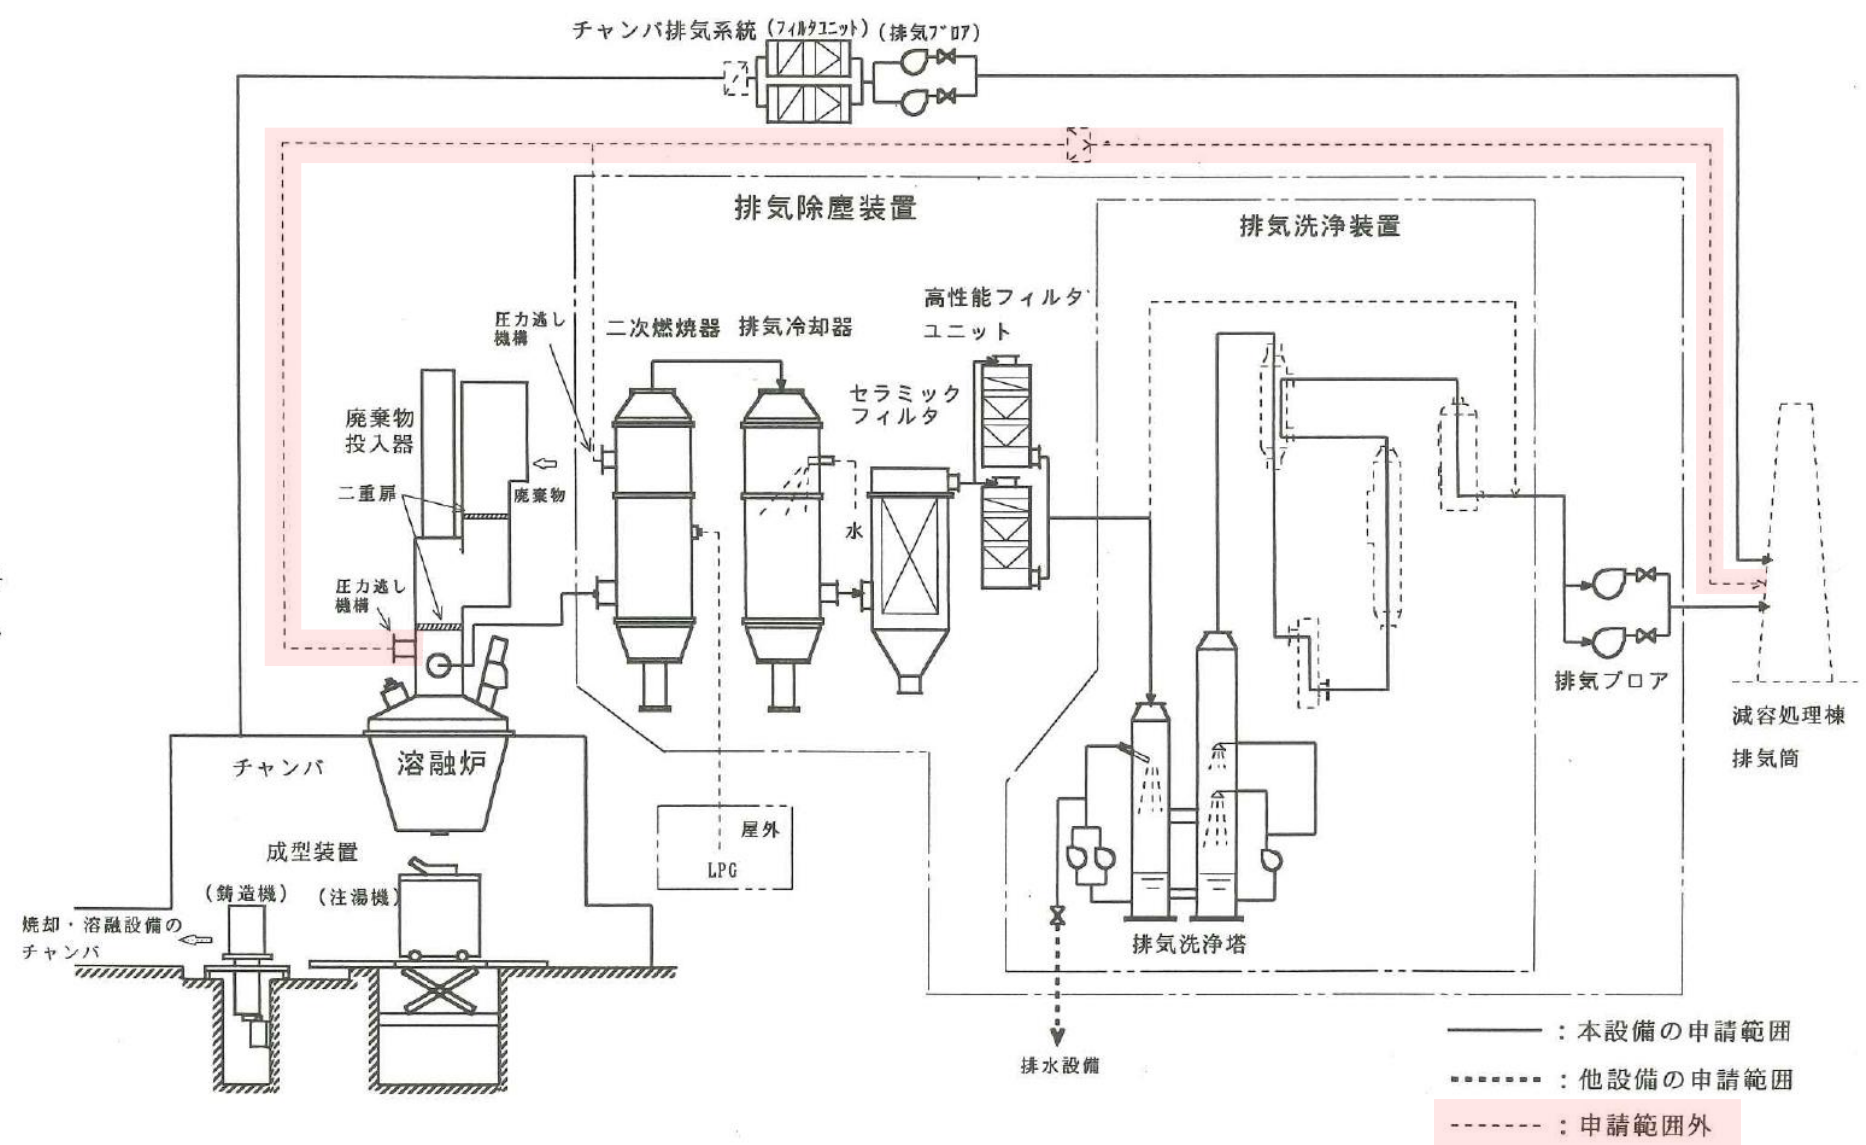 チャンバ排気系統(フィルタユニット)(排気ブロア)
排気除塵装置
排気洗浄装置
高性能フィルタ
ユニット
圧力逃し
機構
二次燃焼器
排気冷却器
セラミック
フィルタ
廃棄物
投入器
二重扉
廃棄物
水
圧力逃し
機構
排気ブロア
減容処理棟
排気筒
チャンバ
溶融炉
屋外
LPG
成型装置
(鋳造機)
(注湯機)
焼却・溶融設備の
チャンバ
排気洗浄塔
排水設備
:本設備の申請範囲
:他設備の申請範囲
:申請範囲外